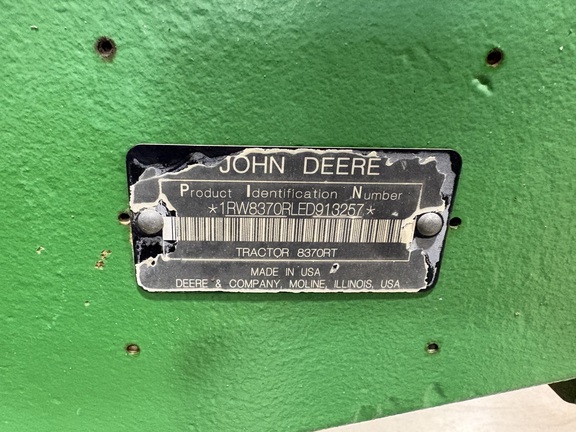 JOHN DEERE
Product Identification Number
*1RW8370RLED913257*
TRACTOR 8370RT
MADE IN USA
DEERE & COMPANY, MOLINE, ILLINOIS, USA